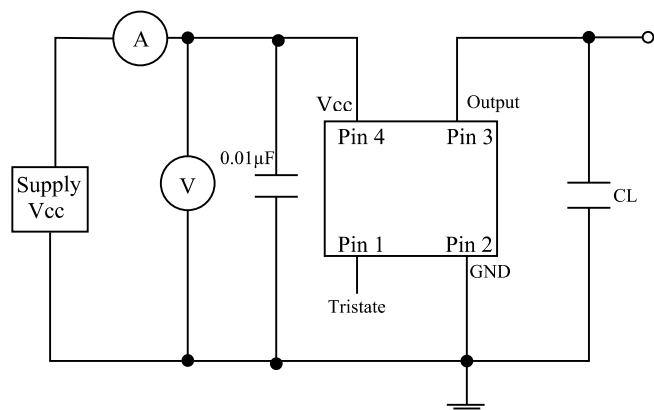 A
Vcc
Output
Pin 4
Pin 3
0.01µF
Supply
Vcc
V
CL
Pin 1
Pin 2
GND
Tristate